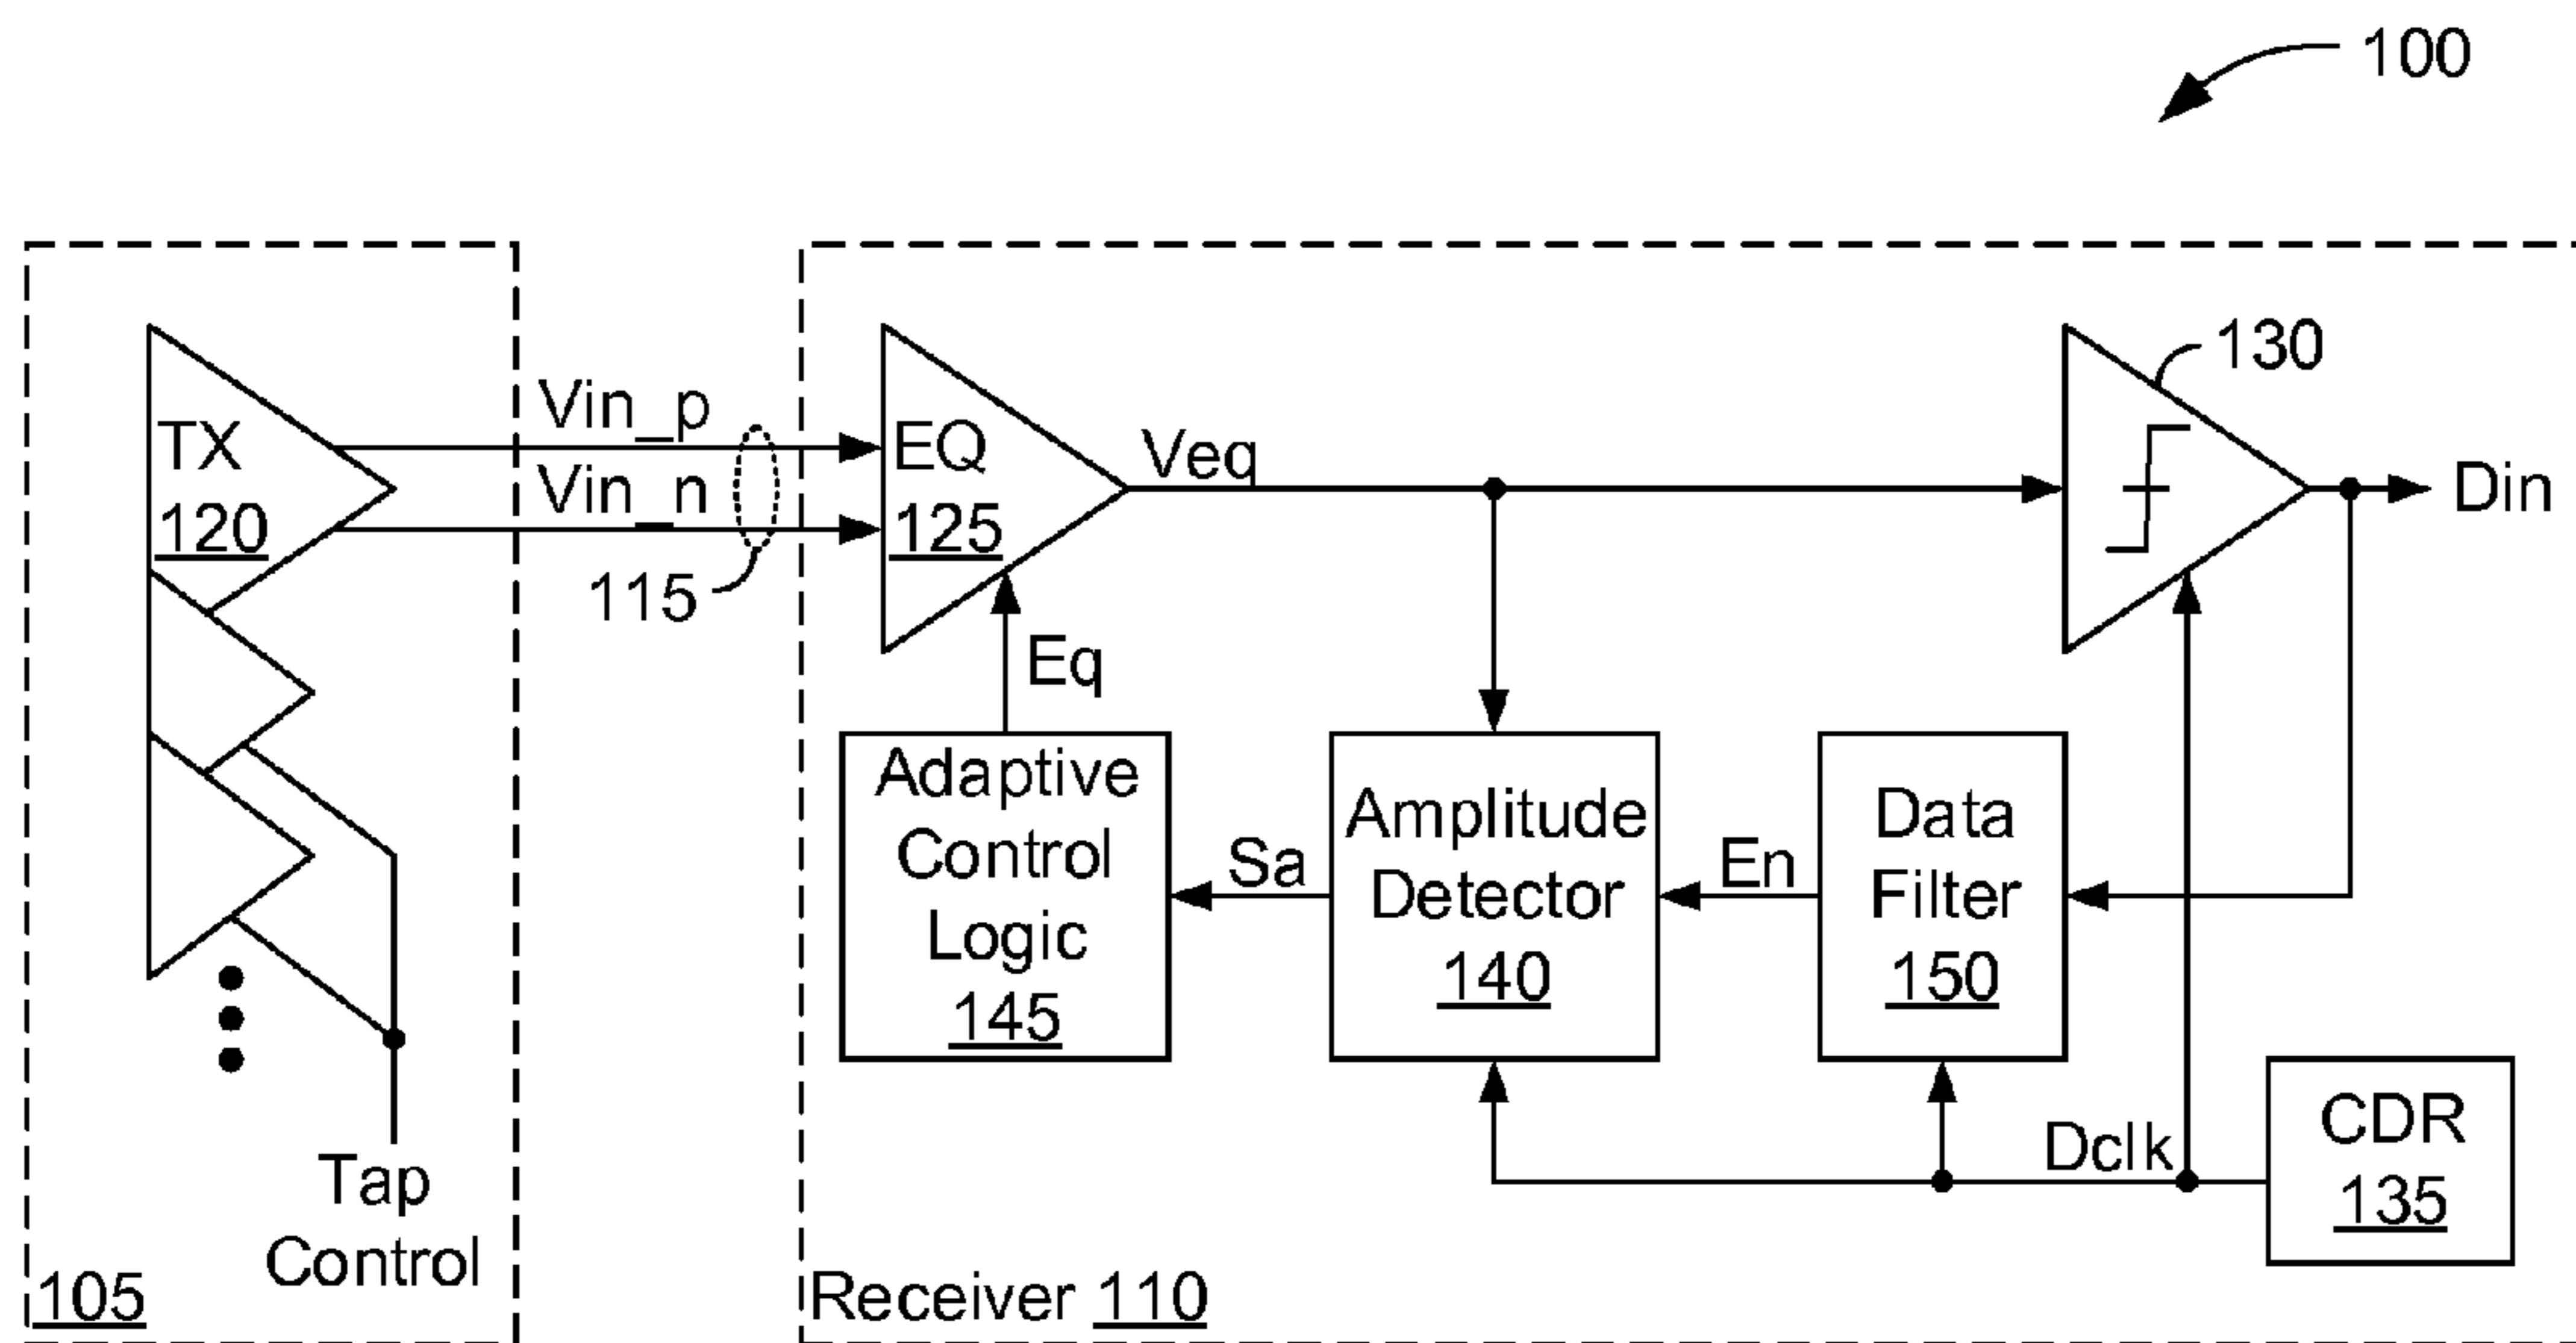 100
130
Vin_p
TX
120
Vin_n
115
EQ
125
Veq
Din
Eq
Adaptive
Control
Logic
145
Sa
Amplitude
Detector
140
En
Data
Filter
150
Dclk
CDR
135
Tap
Control
105
Receiver 110